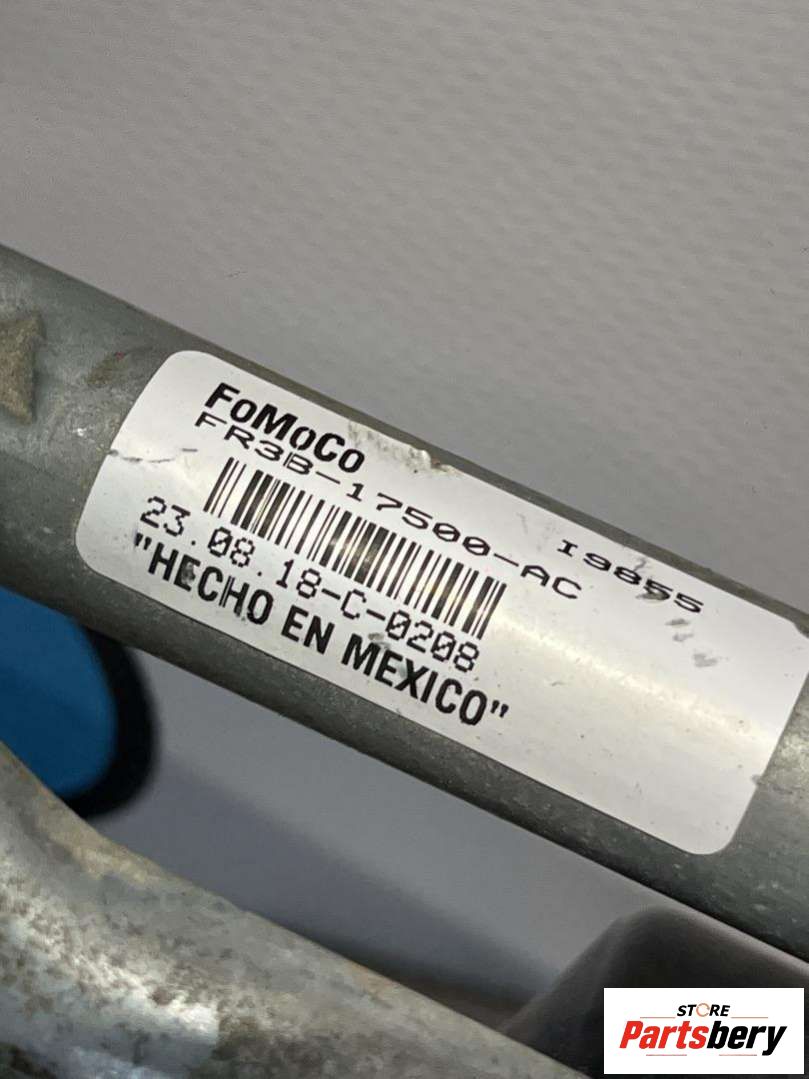 FoMoCo
FR3B-17500-AC I9855
23.08.18-C-0208
"HECHO EN MEXICO"
STORE
Partsbery